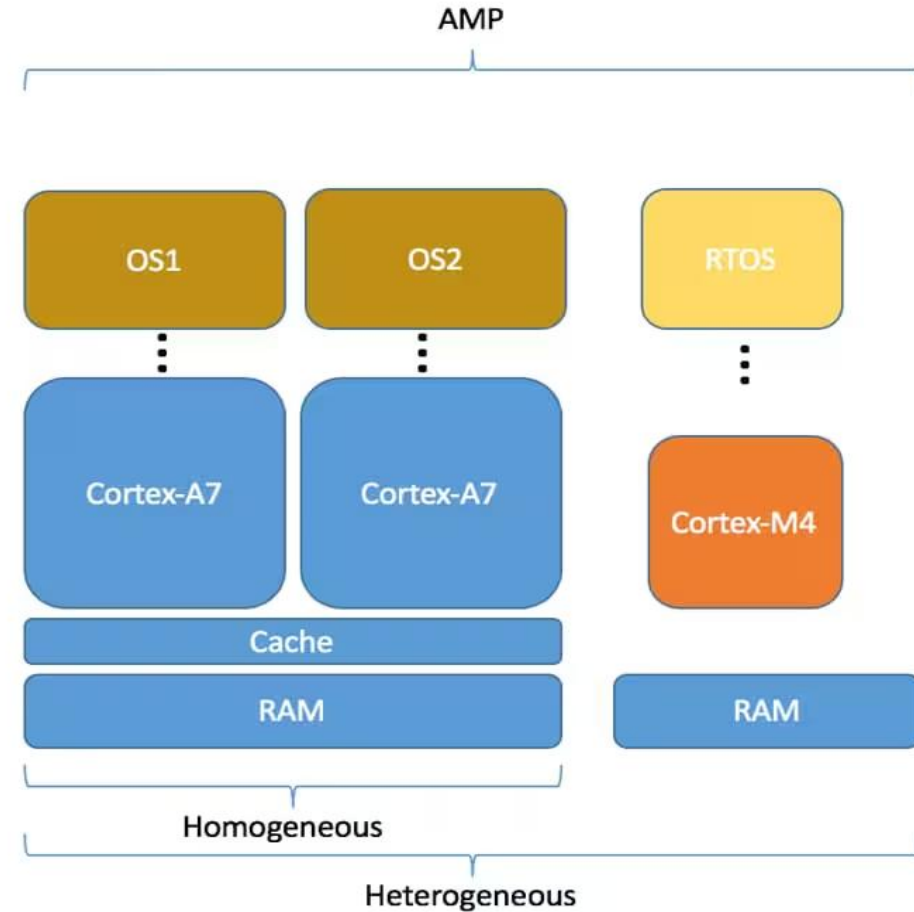 AMP
OS1
OS2
RTOS
Cortex-A7
Cortex-A7
Cortex-M4
Cache
RAM
RAM
Homogeneous
Heterogeneous